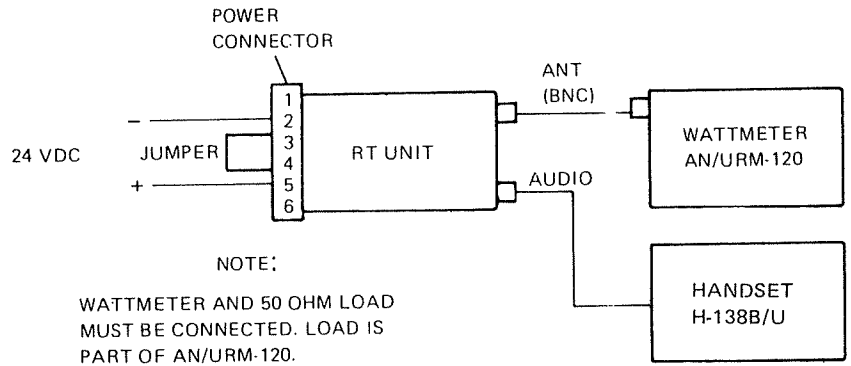 POWER
CONNECTOR
1
2
3
4
5
6
−
24 VDC
JUMPER
+
RT UNIT
ANT
(BNC)
AUDIO
WATTMETER
AN/URM-120
HANDSET
H-138B/U
NOTE:
WATTMETER AND 50 OHM LOAD
MUST BE CONNECTED. LOAD IS
PART OF AN/URM-120.